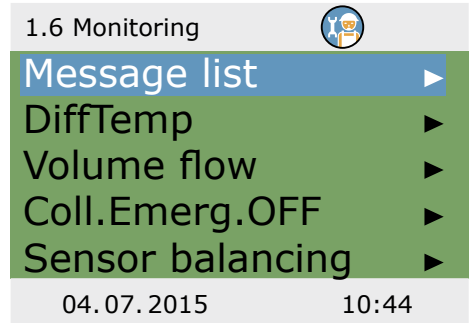 1.6 Monitoring
Message list
DiffTemp
Volume flow
Coll.Emerg.OFF
Sensor balancing
04.07.2015 10:44